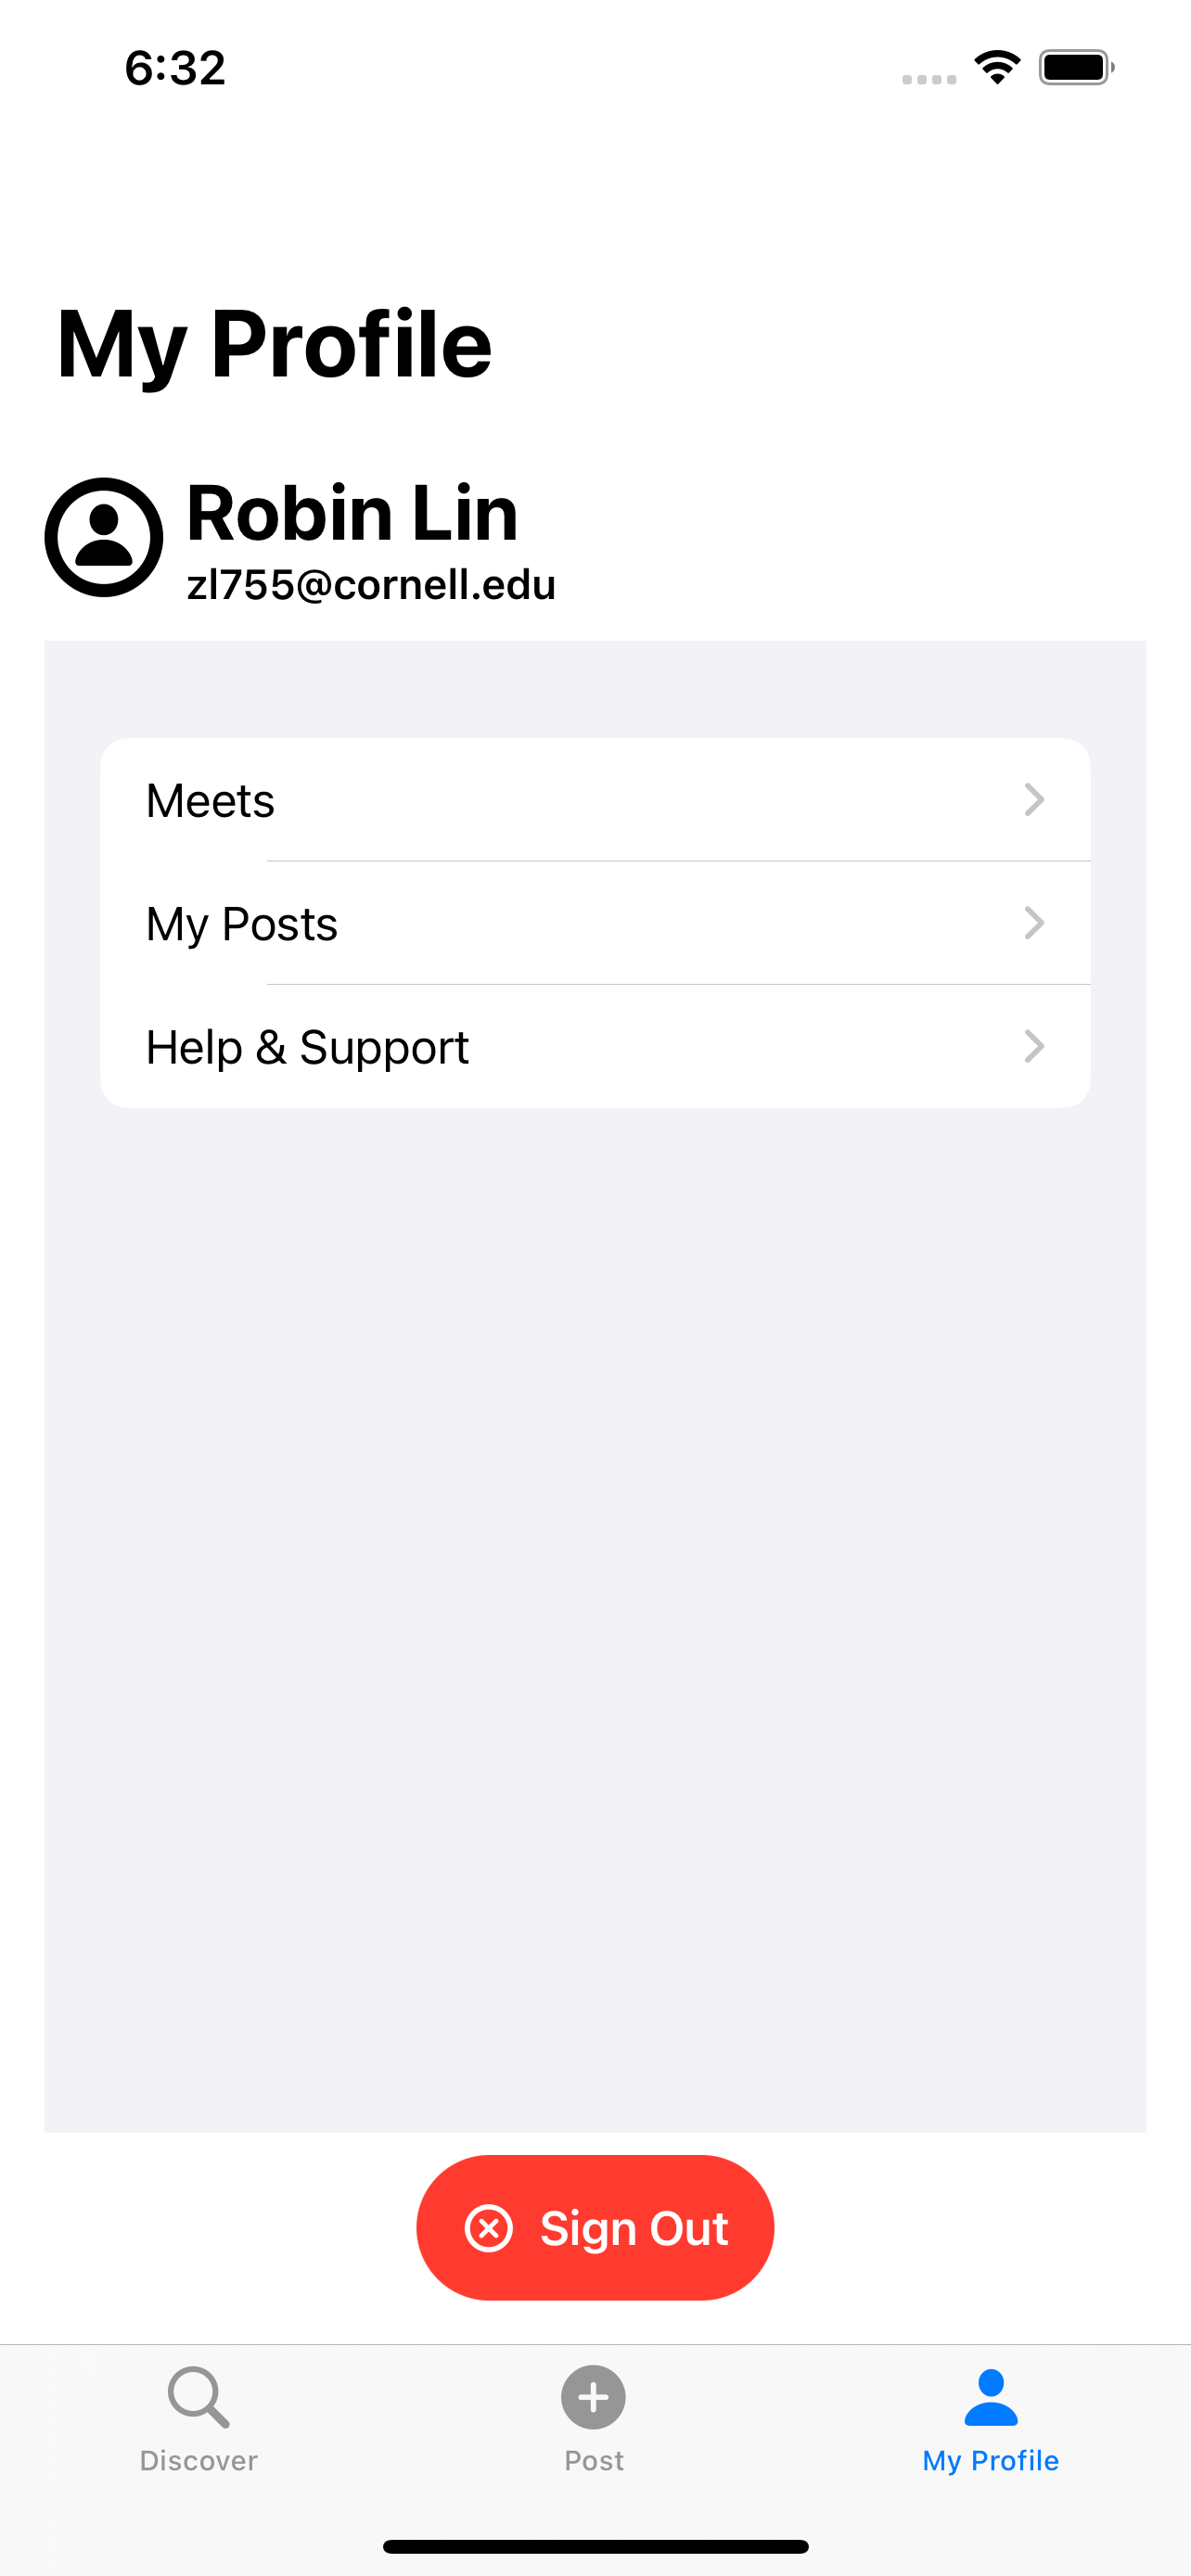 6:32
My Profile
Robin Lin
zl755@cornell.edu
Meets
My Posts
Help & Support
Sign Out
Discover
Post
My Profile